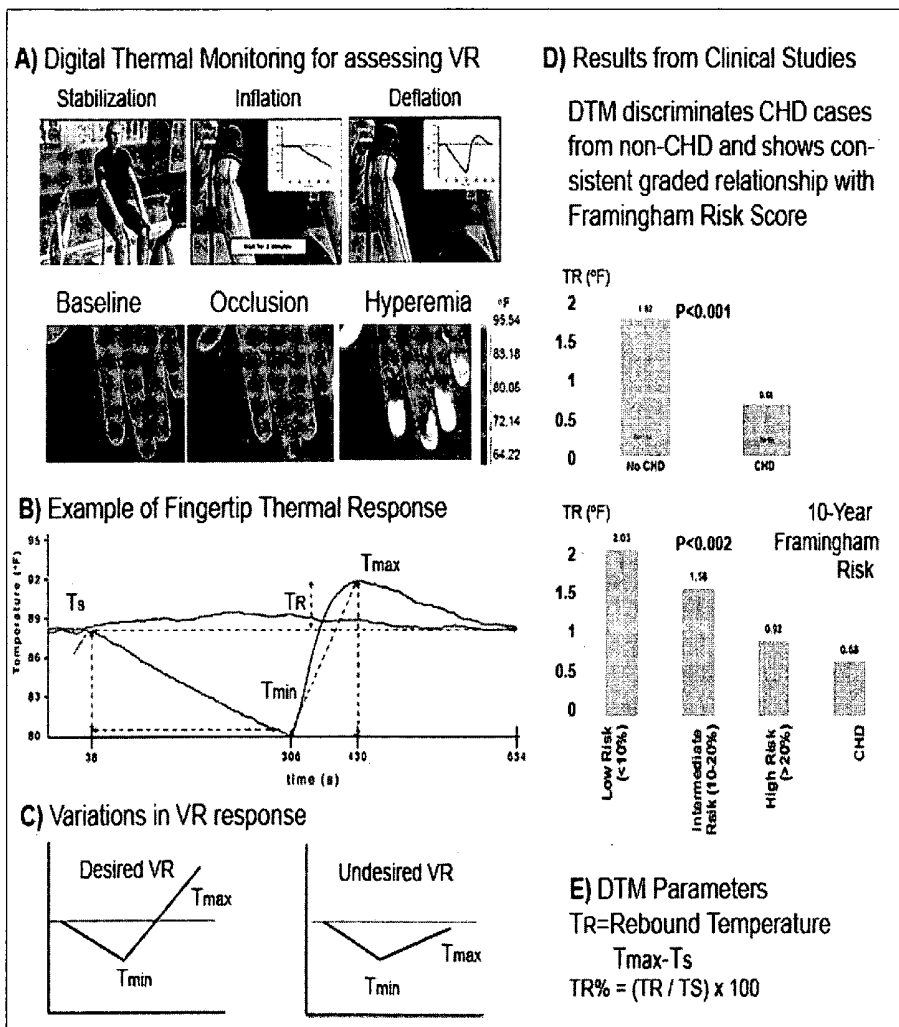 A) Digital Thermal Monitoring for assessing VR
Stabilization Inflation Deflation
Baseline Occlusion Hyperemia
°F
95.54
83.18
80.06
72.14
64.22
B) Example of Fingertip Thermal Response
Temperature (°F)
95
92
89
86
83
80
Ts
TR
Tmax
Tmin
38 306 430 654
time (s)
C) Variations in VR response
Desired VR
Tmax
Tmin
Undesired VR
Tmax
Tmin
D) Results from Clinical Studies
DTM discriminates CHD cases
from non-CHD and shows con-
sistent graded relationship with
Framingham Risk Score
TR (°F)
2
1.5
1
0.5
0
P<0.001
No CHD CHD
TR (°F)
2
1.5
1
0.5
0
10-Year
Framingham
Risk
P<0.002
2.03
1.56
0.92
0.68
Low Risk
(<10%)
Intermediate
Rsik (10-20%)
High Risk
(>20%)
CHD
E) DTM Parameters
TR=Rebound Temperature
Tmax-Ts
TR% = (TR / TS) x 100